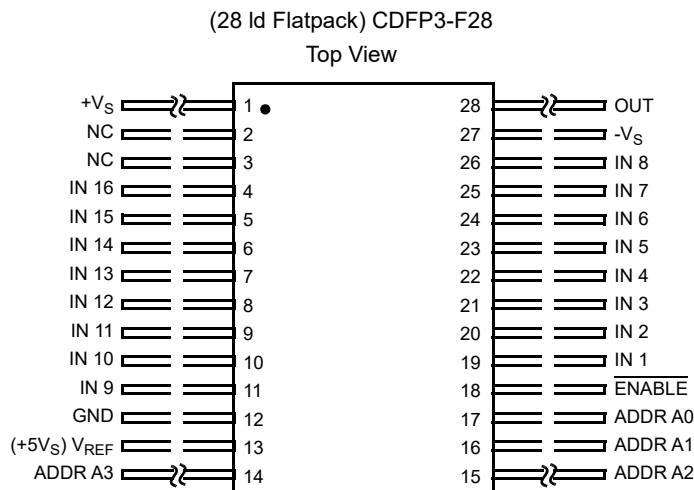 (28 ld Flatpack) CDFP3-F28
Top View
+VS 1 28 OUT
NC 2 27 -VS
NC 3 26 IN 8
IN 16 4 25 IN 7
IN 15 5 24 IN 6
IN 14 6 23 IN 5
IN 13 7 22 IN 4
IN 12 8 21 IN 3
IN 11 9 20 IN 2
IN 10 10 19 IN 1
IN 9 11 18 ENABLE
GND 12 17 ADDR A0
(+5VS) VREF 13 16 ADDR A1
ADDR A3 14 15 ADDR A2